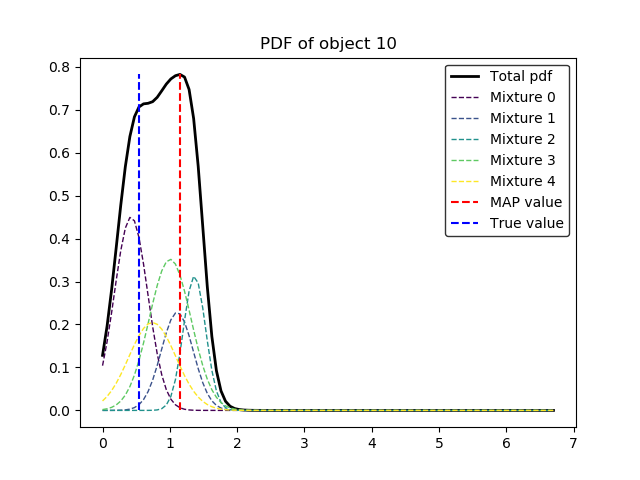 PDF of object 10
0.8
0.7
0.6
0.5
0.4
0.3
0.2
0.1
0.0
0 1 2 3 4 5 6 7
Total pdf
Mixture 0
Mixture 1
Mixture 2
Mixture 3
Mixture 4
MAP value
True value